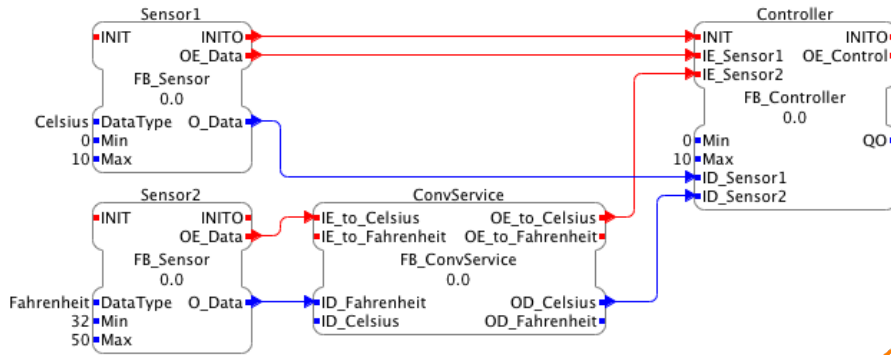 Sensor1
INIT INITO
OE_Data
FB_Sensor
0.0
Celsius DataType O_Data
0 Min
10 Max
Controller
INIT INITO
IE_Sensor1 OE_Control
IE_Sensor2
FB_Controller
0.0
0 Min QO
10 Max
ID_Sensor1
ID_Sensor2
Sensor2
INIT INITO
OE_Data
FB_Sensor
0.0
Fahrenheit DataType O_Data
32 Min
50 Max
ConvService
IE_to_Celsius OE_to_Celsius
IE_to_Fahrenheit OE_to_Fahrenheit
FB_ConvService
0.0
ID_Fahrenheit OD_Celsius
ID_Celsius OD_Fahrenheit